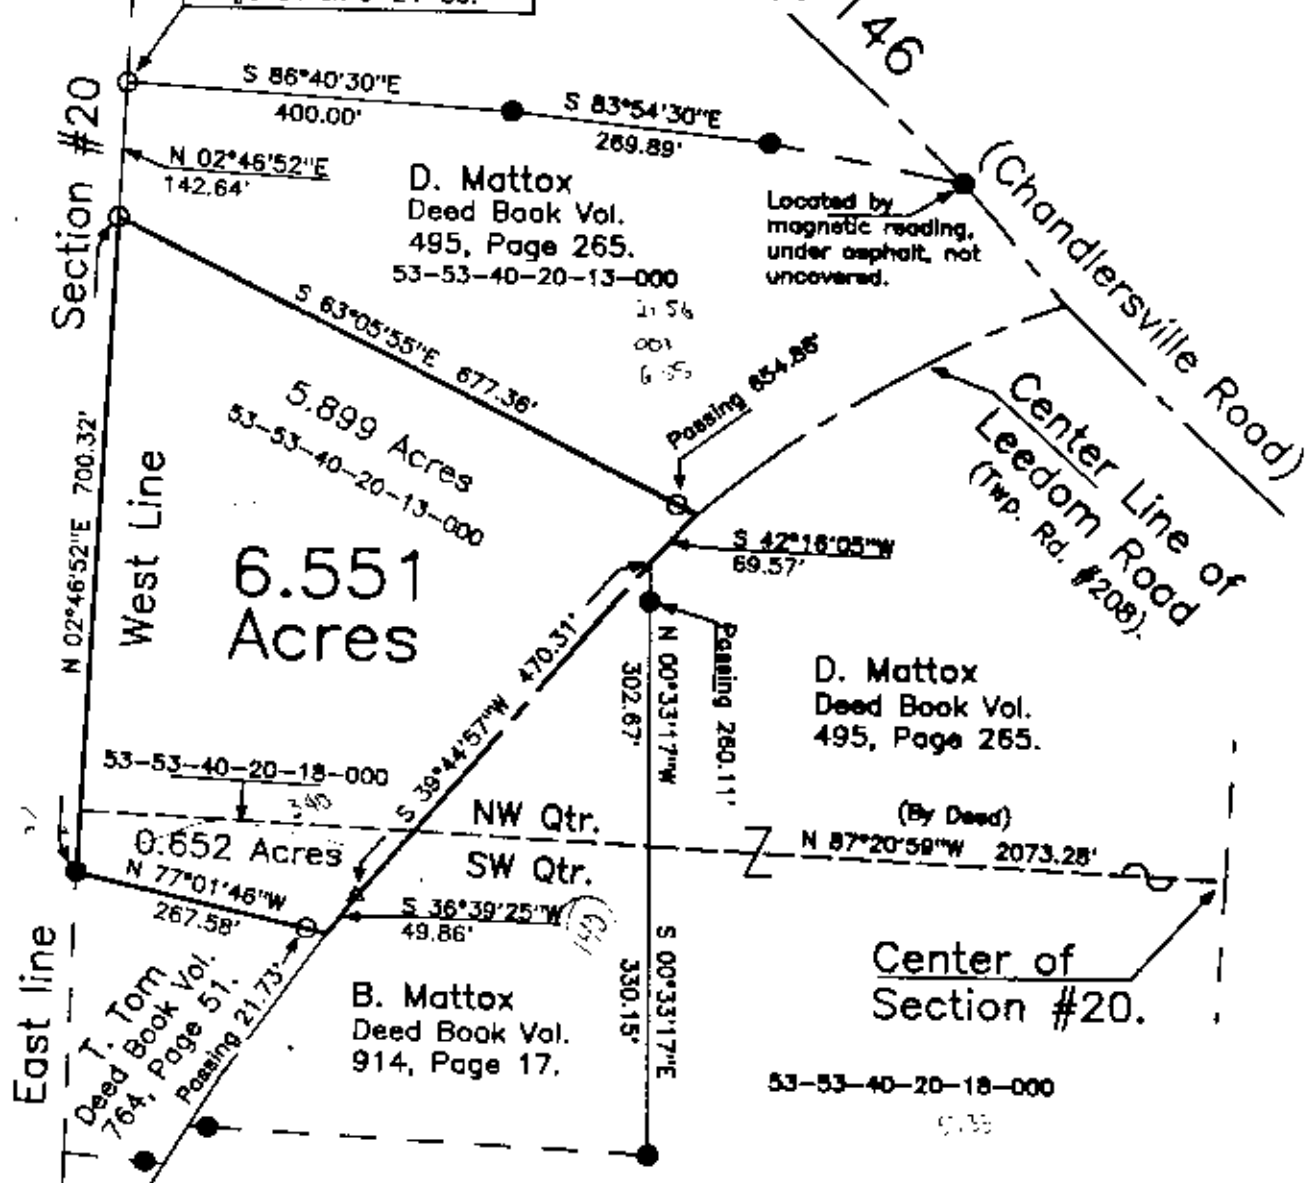 146
(Chandlersville Road)
S 86°40'30"E
400.00'
S 83°54'30"E
269.89'
Section #20
N 02°46'52"E
142.64'
D. Mattox
Deed Book Vol.
495, Page 265.
53-53-40-20-13-000
Located by
magnetic reading,
under asphalt, not
uncovered.
S 63°05'55"E 677.36'
Passing 654.86'
5.899 Acres
53-53-40-20-13-000
Center Line of
Leedom Road
(Twp. Rd. #208).
N 02°46'52"E 700.32'
West Line
6.551
Acres
S 42°16'05"W
69.57'
S 39°44'57"W 470.31'
N 00°33'17"W
302.67'
Passing 260.11'
D. Mattox
Deed Book Vol.
495, Page 265.
53-53-40-20-18-000
.390
0.652 Acres
NW Qtr.
SW Qtr.
(By Deed)
N 87°20'59"W 2073.28'
N 77°01'46"W
267.58'
S 36°39'25"W
49.86'
East line
T. Tom
Deed Book Vol.
764, Page 51.
Passing 21.73'
B. Mattox
Deed Book Vol.
914, Page 17.
S 00°33'17"E
330.15'
Center of
Section #20.
53-53-40-20-18-000